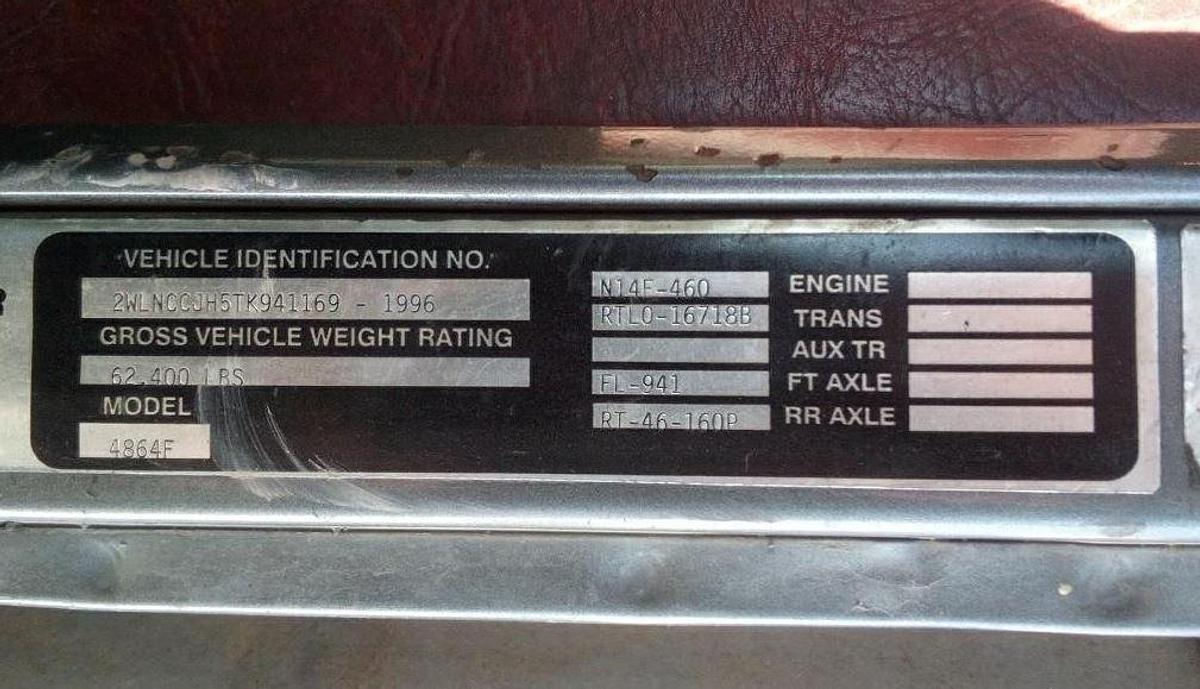 VEHICLE IDENTIFICATION NO.
2WLNCCJH5TK941169 - 1996
GROSS VEHICLE WEIGHT RATING
62,400 LBS
MODEL
4864F
N14E-460 ENGINE
RTLO-16718B TRANS
AUX TR
FL-941 FT AXLE
RT-46-160P RR AXLE